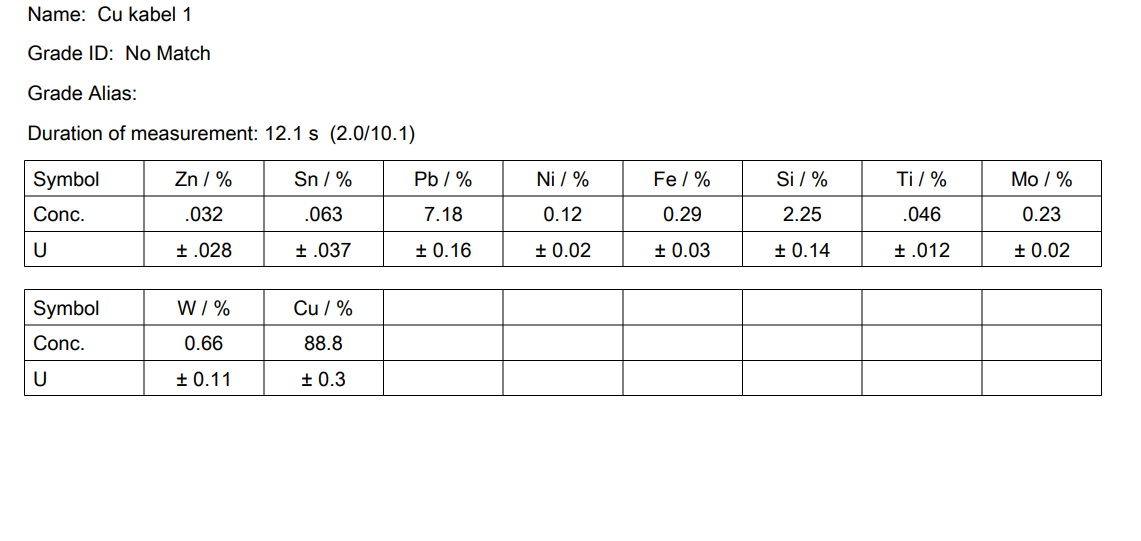 Name: Cu kabel 1
Grade ID: No Match
Grade Alias:
Duration of measurement: 12.1 s (2.0/10.1)
Symbol Zn / % Sn / % Pb / % Ni / % Fe / % Si / % Ti / % Mo / %
Conc. .032 .063 7.18 0.12 0.29 2.25 .046 0.23
U ± .028 ± .037 ± 0.16 ± 0.02 ± 0.03 ± 0.14 ± .012 ± 0.02
Symbol W / % Cu / %
Conc. 0.66 88.8
U ± 0.11 ± 0.3